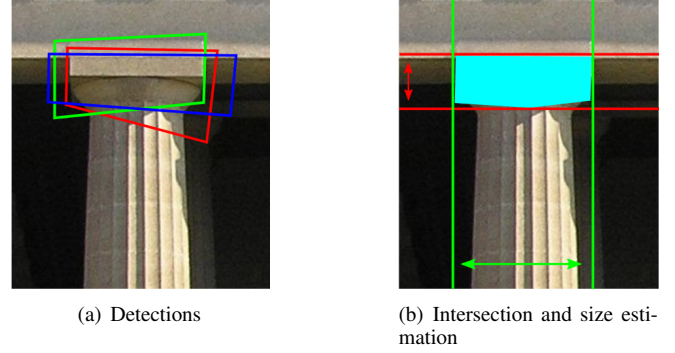 (a) Detections
(b) Intersection and size esti-
mation